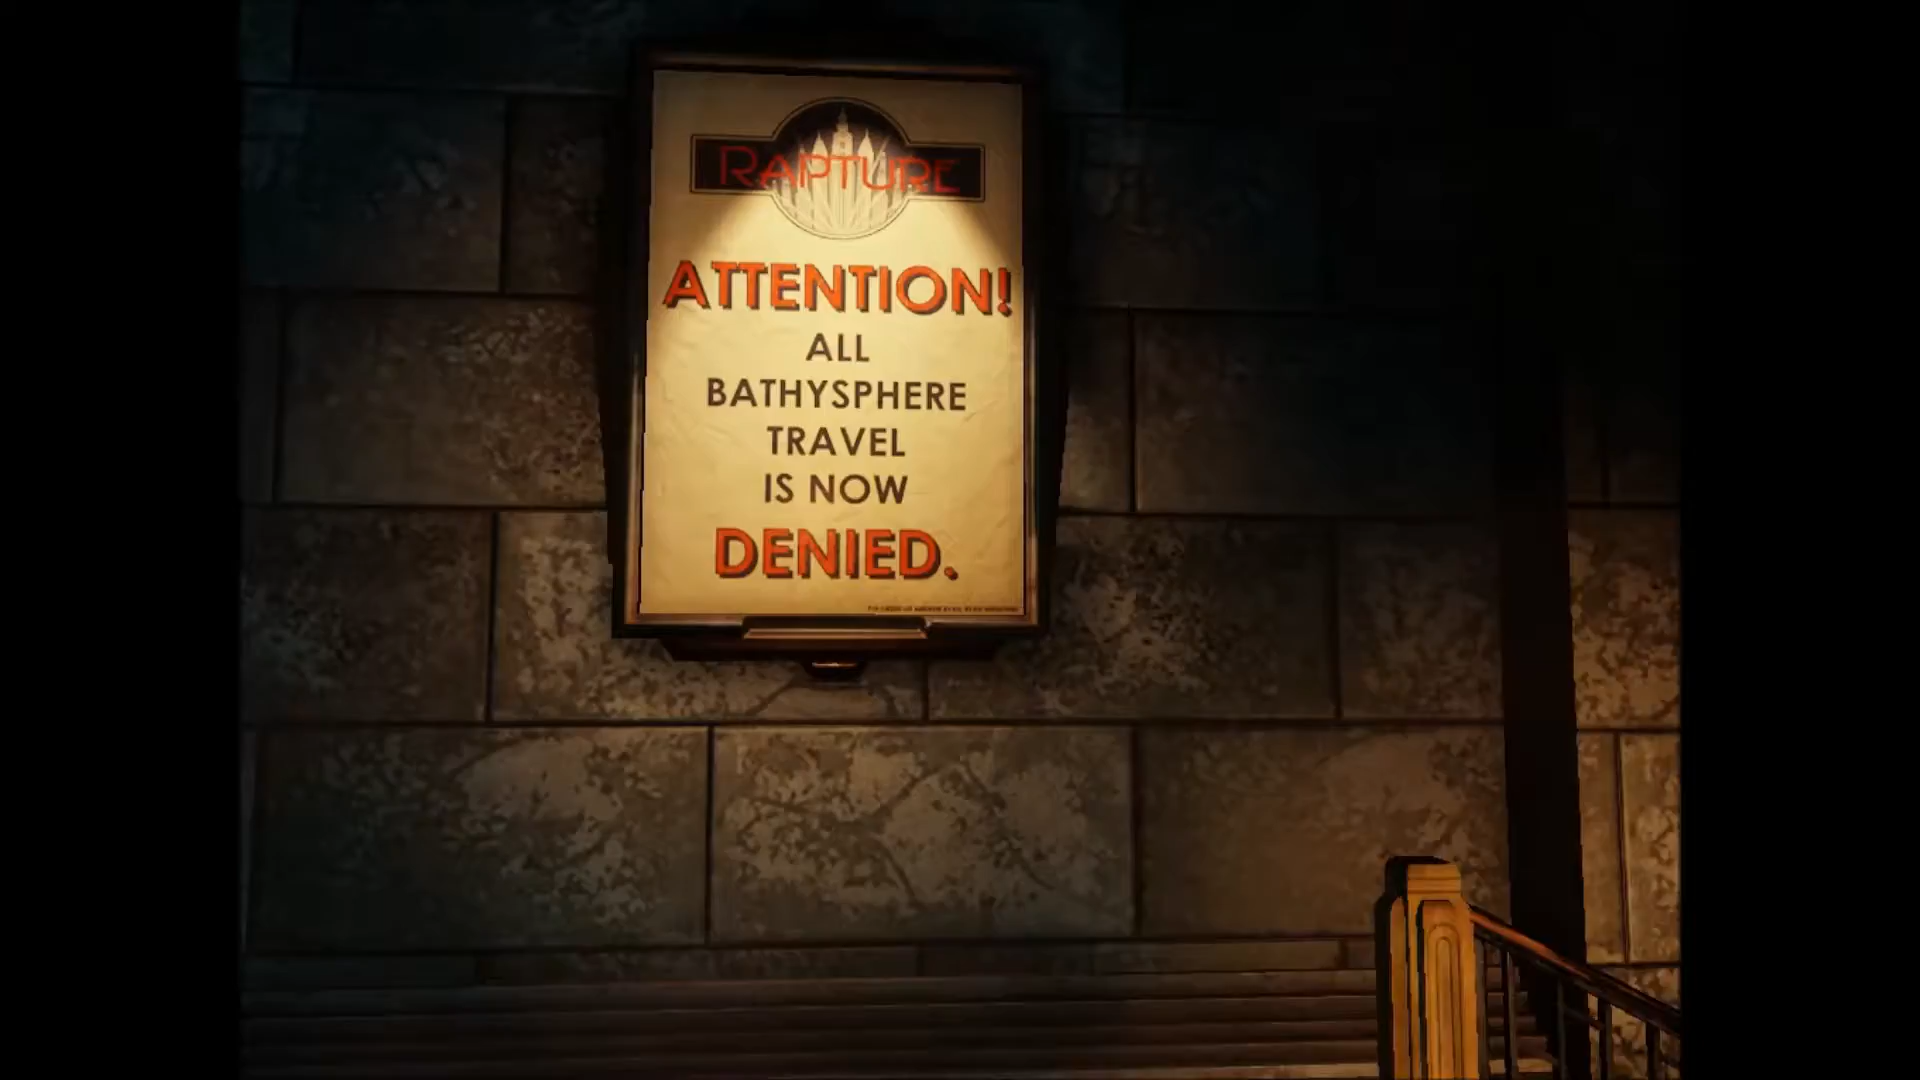 RAPTURE
ATTENTION!
ALL
BATHYSPHERE
TRAVEL
IS NOW
DENIED.